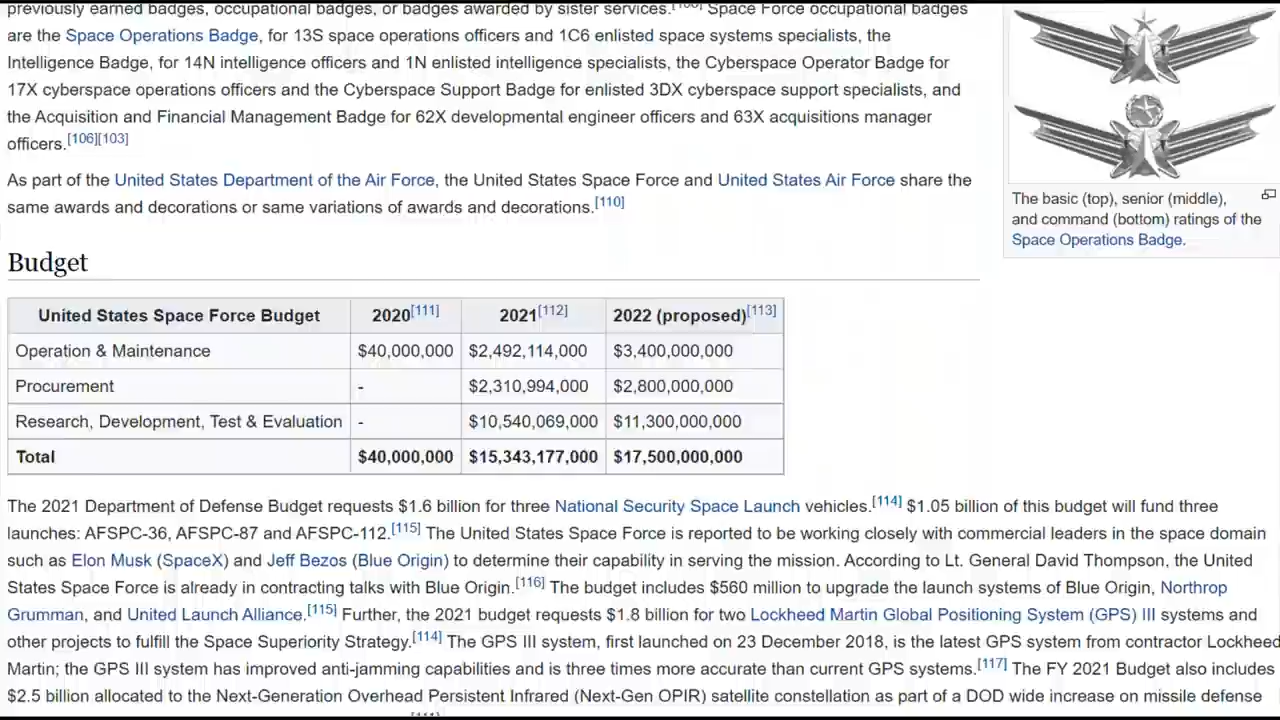 previously earned badges, occupational badges, or badges awarded by sister services. Space Force occupational badges
are the Space Operations Badge, for 13S space operations officers and 1C6 enlisted space systems specialists, the
Intelligence Badge, for 14N intelligence officers and 1N enlisted intelligence specialists, the Cyberspace Operator Badge for
17X cyberspace operations officers and the Cyberspace Support Badge for enlisted 3DX cyberspace support specialists, and
the Acquisition and Financial Management Badge for 62X developmental engineer officers and 63X acquisitions manager
officers.[106][103]
As part of the United States Department of the Air Force, the United States Space Force and United States Air Force share the
same awards and decorations or same variations of awards and decorations.[110]
The basic (top), senior (middle),
and command (bottom) ratings of the
Space Operations Badge.
Budget
United States Space Force Budget 2020[111] 2021[112] 2022 (proposed)[113]
Operation & Maintenance $40,000,000 $2,492,114,000 $3,400,000,000
Procurement - $2,310,994,000 $2,800,000,000
Research, Development, Test & Evaluation - $10,540,069,000 $11,300,000,000
Total $40,000,000 $15,343,177,000 $17,500,000,000
The 2021 Department of Defense Budget requests $1.6 billion for three National Security Space Launch vehicles.[114] $1.05 billion of this budget will fund three
launches: AFSPC-36, AFSPC-87 and AFSPC-112.[115] The United States Space Force is reported to be working closely with commercial leaders in the space domain
such as Elon Musk (SpaceX) and Jeff Bezos (Blue Origin) to determine their capability in serving the mission. According to Lt. General David Thompson, the United
States Space Force is already in contracting talks with Blue Origin.[116] The budget includes $560 million to upgrade the launch systems of Blue Origin, Northrop
Grumman, and United Launch Alliance.[115] Further, the 2021 budget requests $1.8 billion for two Lockheed Martin Global Positioning System (GPS) III systems and
other projects to fulfill the Space Superiority Strategy.[114] The GPS III system, first launched on 23 December 2018, is the latest GPS system from contractor Lockheed
Martin; the GPS III system has improved anti-jamming capabilities and is three times more accurate than current GPS systems.[117] The FY 2021 Budget also includes
$2.5 billion allocated to the Next-Generation Overhead Persistent Infrared (Next-Gen OPIR) satellite constellation as part of a DOD wide increase on missile defense